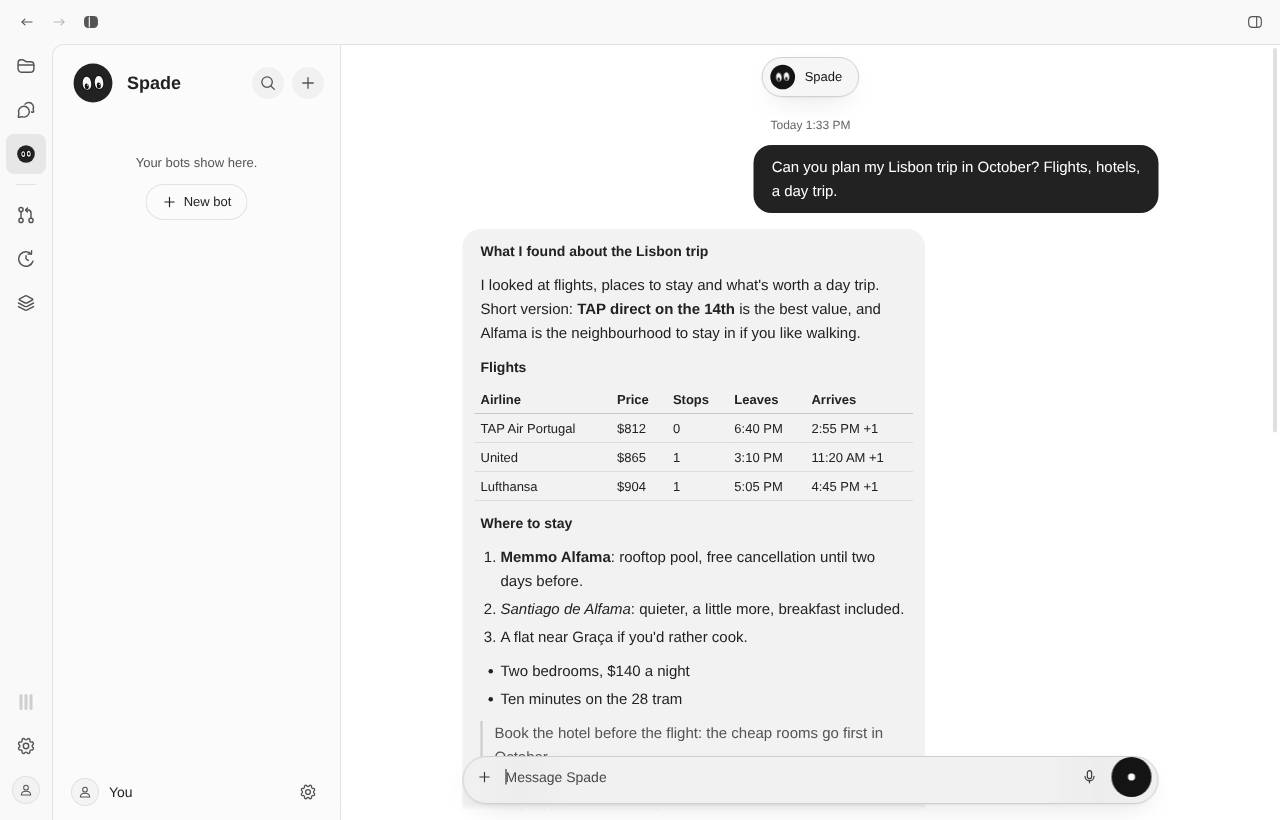 Spade
Your bots show here.
New bot
You
Spade
Today 1:33 PM
Can you plan my Lisbon trip in October? Flights, hotels,
a day trip.
What I found about the Lisbon trip
I looked at flights, places to stay and what's worth a day trip.
Short version: TAP direct on the 14th is the best value, and
Alfama is the neighbourhood to stay in if you like walking.
Flights
Airline Price Stops Leaves Arrives
TAP Air Portugal $812 0 6:40 PM 2:55 PM +1
United $865 1 3:10 PM 11:20 AM +1
Lufthansa $904 1 5:05 PM 4:45 PM +1
Where to stay
1. Memmo Alfama: rooftop pool, free cancellation until two
days before.
2. Santiago de Alfama: quieter, a little more, breakfast included.
3. A flat near Graça if you'd rather cook.
• Two bedrooms, $140 a night
• Ten minutes on the 28 tram
Book the hotel before the flight: the cheap rooms go first in
October
Message Spade